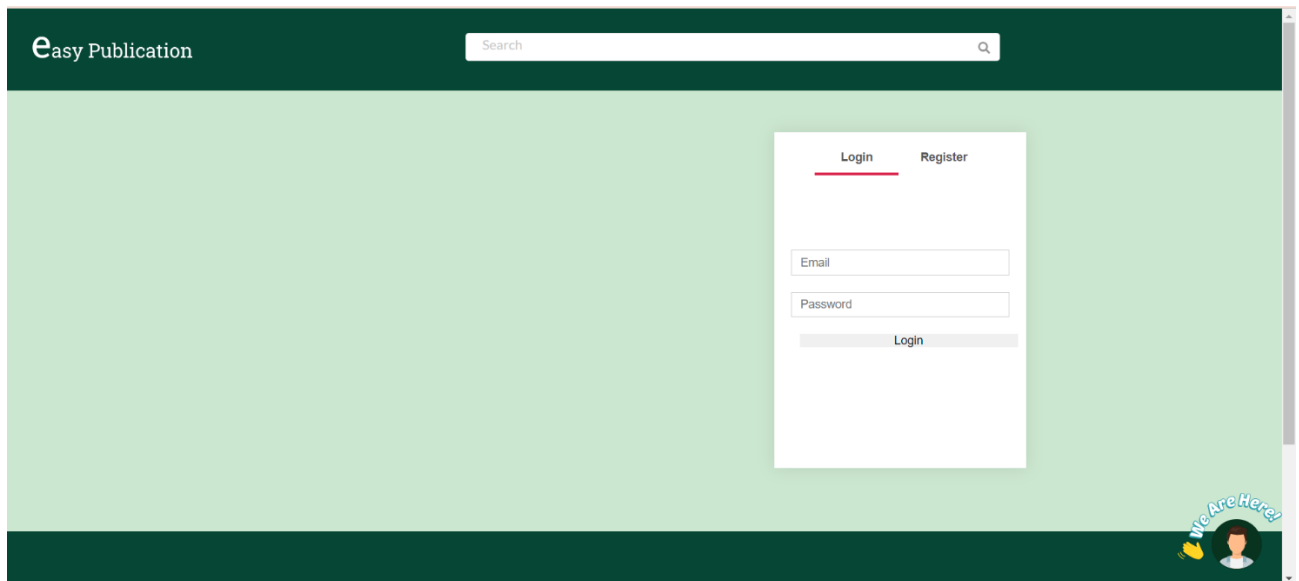 easy Publication
Search
Login Register
Email
Password
Login
We Are Here!